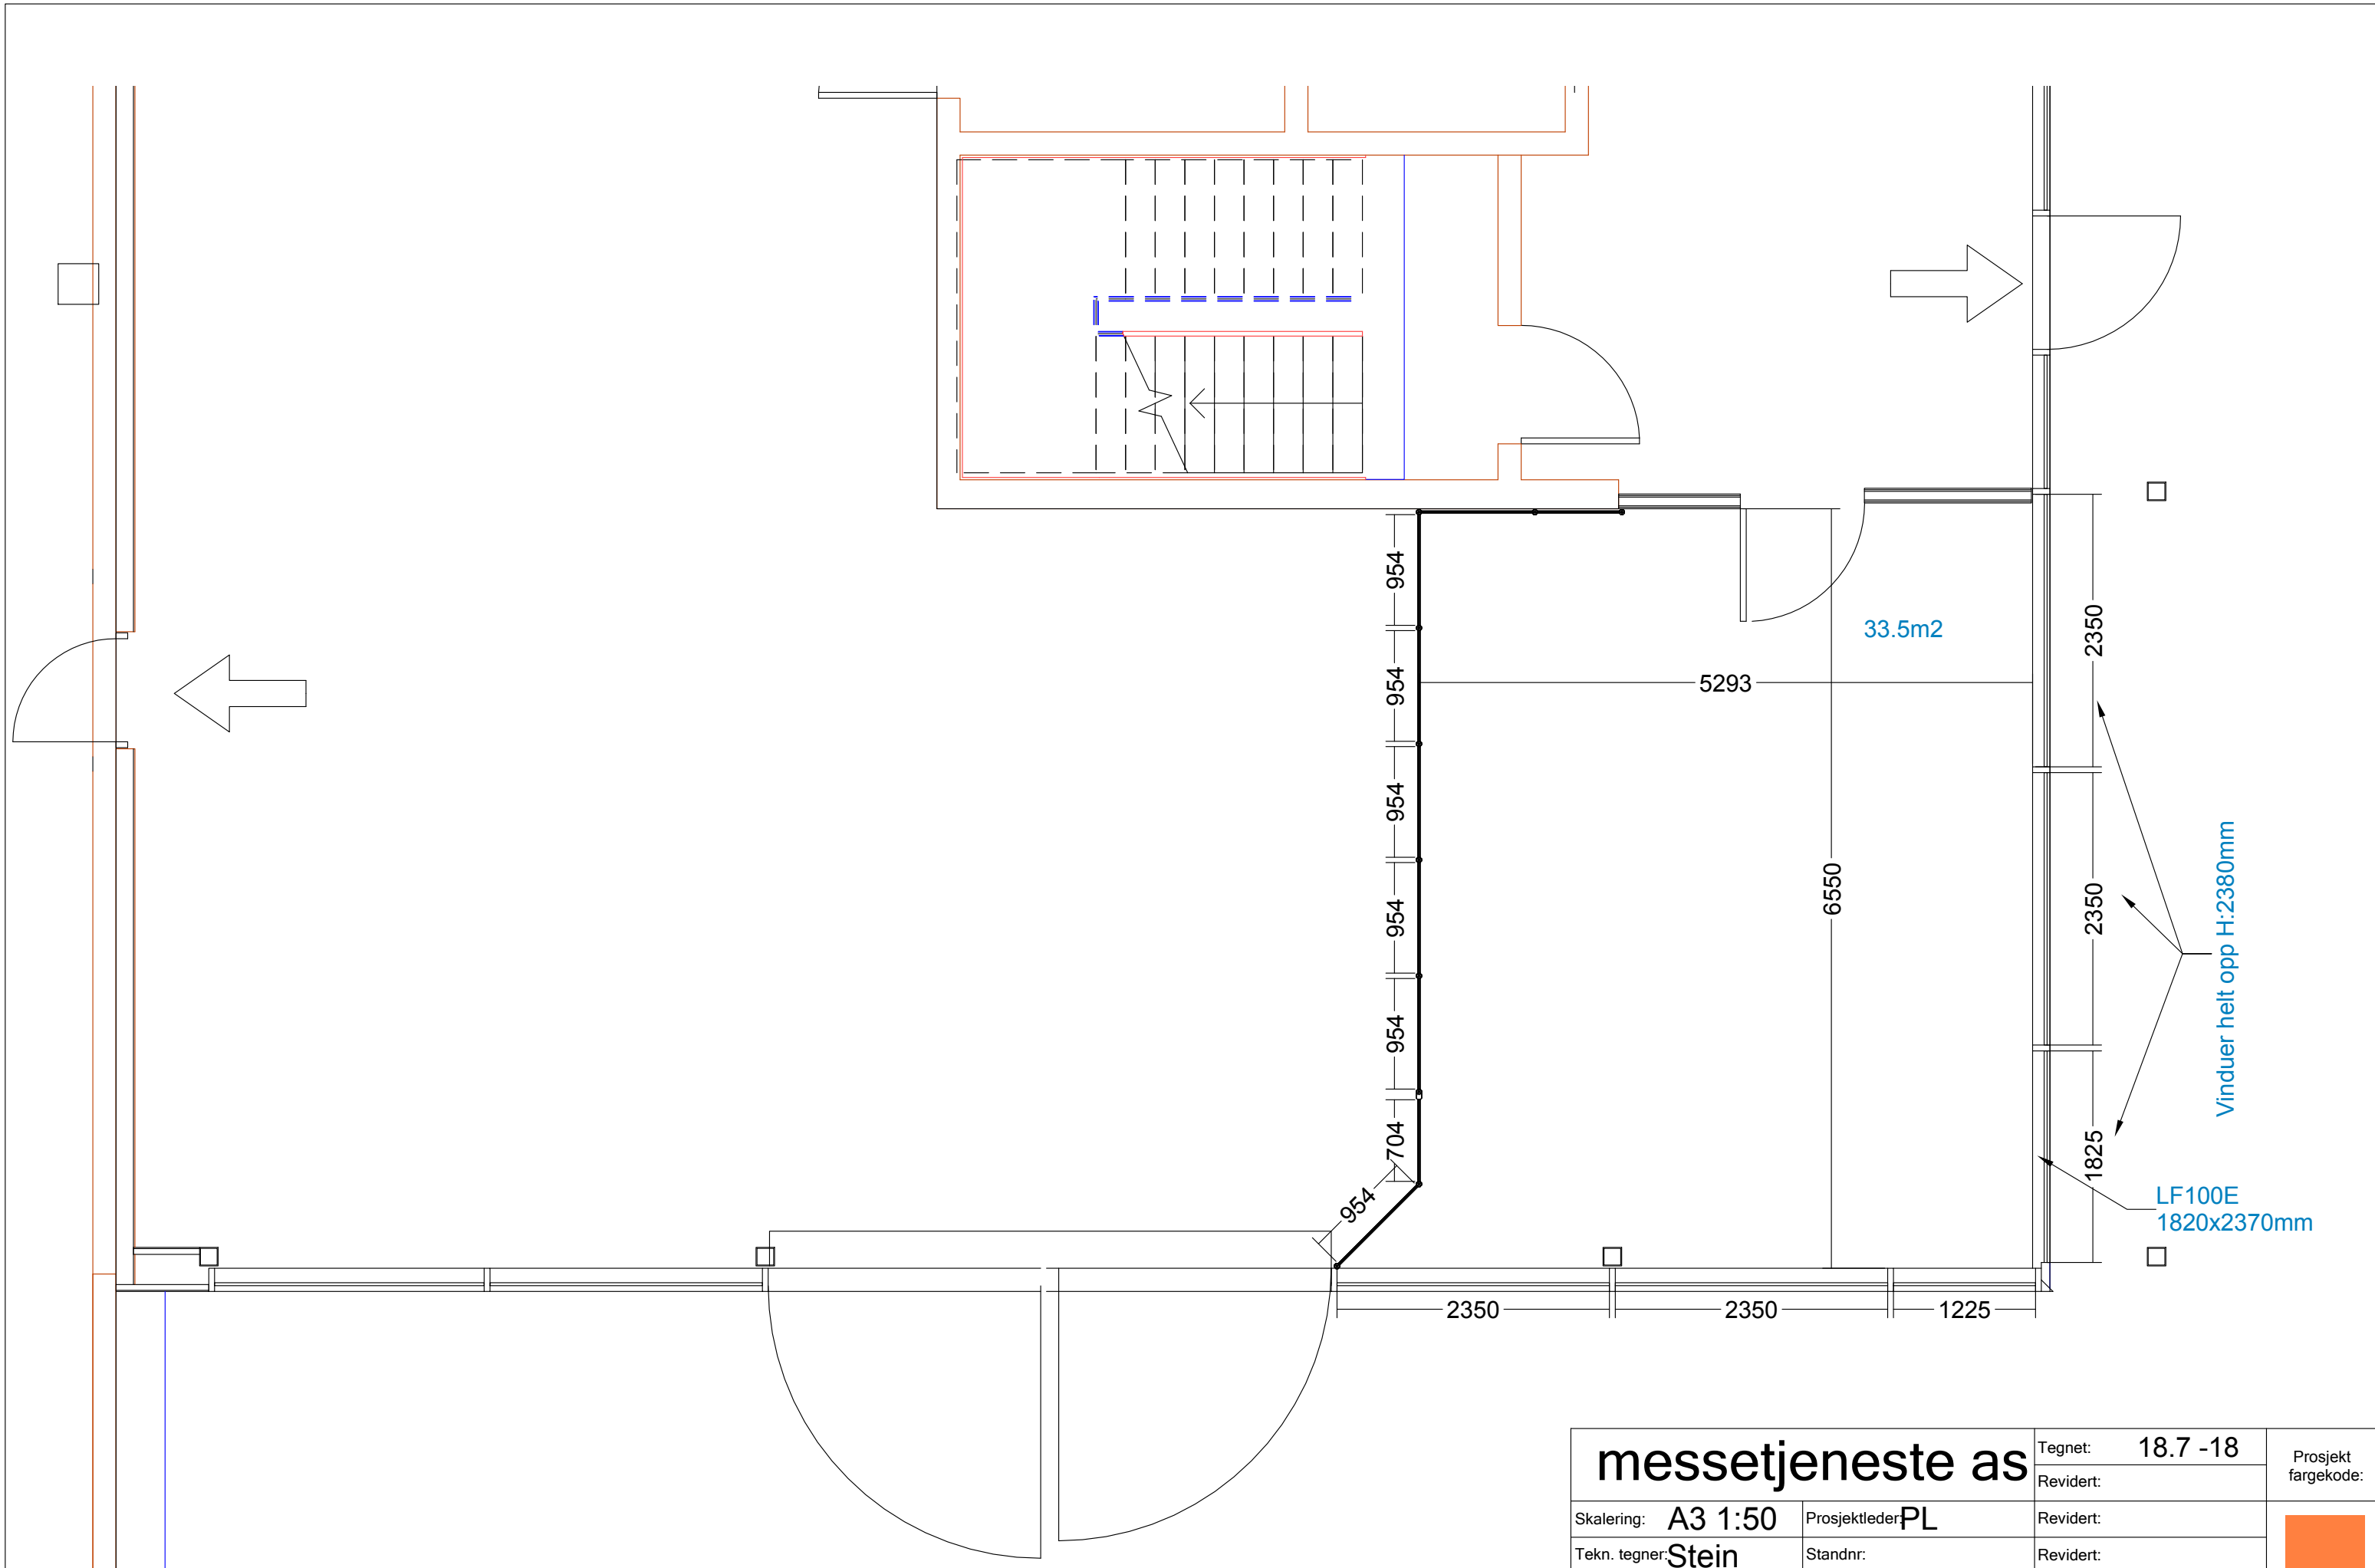 954
954
954
954
954
704
954
33.5m2
5293
6550
2350
2350
1825
Vinduer helt opp H:2380mm
LF100E
1820x2370mm
2350
2350
1225
messetjeneste as
Tegnet: 18.7 -18
Revidert:
Prosjekt
fargekode:
Skalering: A3 1:50
Prosjektleder: PL
Revidert:
Tekn. tegner: Stein
Standnr:
Revidert: